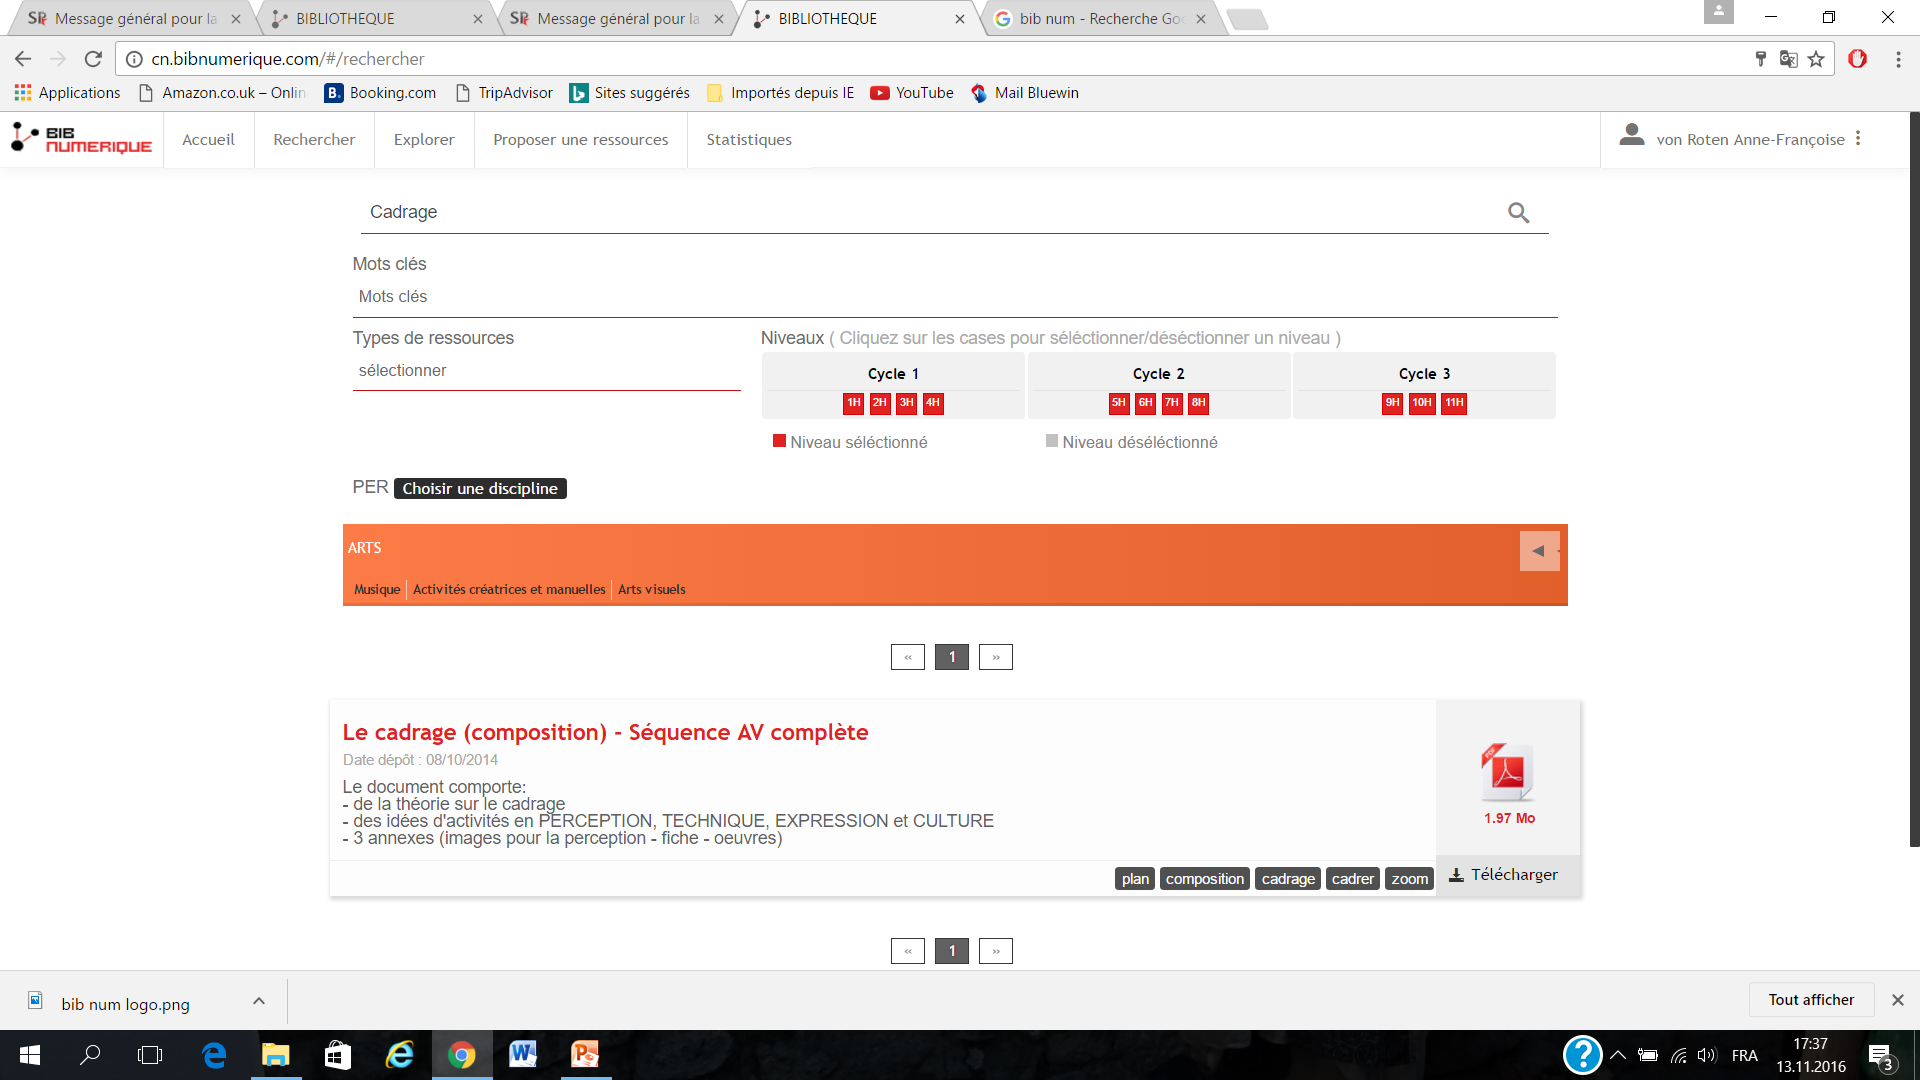 Message général pour la
BIBLIOTHEQUE
Message général pour la
BIBLIOTHEQUE
bib num - Recherche Goo
cn.bibnumerique.com/#/rechercher
Applications
Amazon.co.uk – Onlin
Booking.com
TripAdvisor
Sites suggérés
Importés depuis IE
YouTube
Mail Bluewin
BIB
NUMERIQUE
Accueil
Rechercher
Explorer
Proposer une ressources
Statistiques
von Roten Anne-Françoise
Cadrage
Mots clés
Mots clés
Types de ressources
sélectionner
Niveaux ( Cliquez sur les cases pour séléctionner/déséctionner un niveau )
Cycle 1
1H 2H 3H 4H
Cycle 2
5H 6H 7H 8H
Cycle 3
9H 10H 11H
Niveau séléctionné
Niveau déséléctionné
PER Choisir une discipline
ARTS
Musique
Activités créatrices et manuelles
Arts visuels
« 1 »
Le cadrage (composition) - Séquence AV complète
Date dépôt : 08/10/2014
Le document comporte:
- de la théorie sur le cadrage
- des idées d'activités en PERCEPTION, TECHNIQUE, EXPRESSION et CULTURE
- 3 annexes (images pour la perception - fiche - oeuvres)
plan composition cadrage cadrer zoom
PDF
1.97 Mo
Télécharger
« 1 »
bib num logo.png
Tout afficher
FRA
17:37
13.11.2016
3